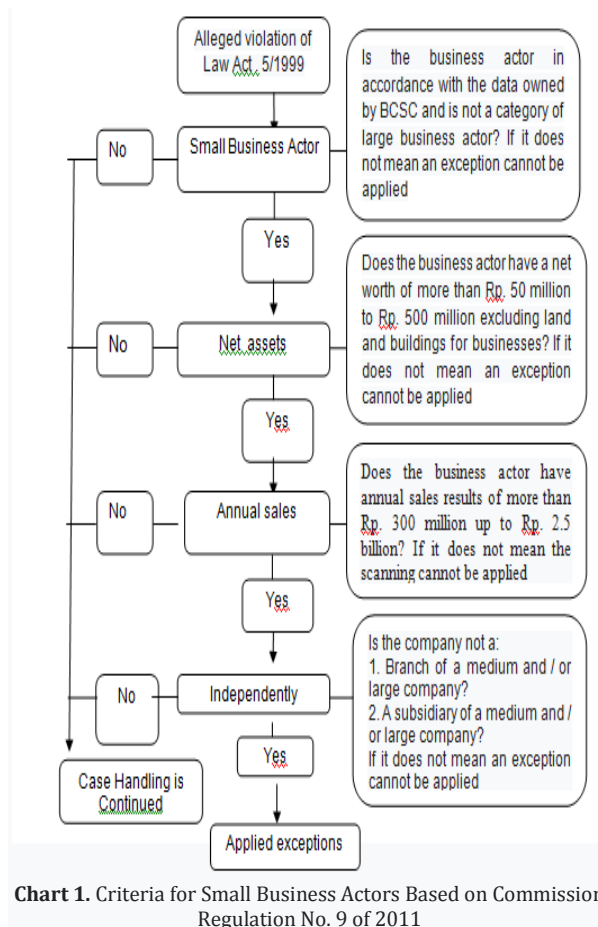 Alleged violation of
Law Act, 5/1999
Is the business actor in
accordance with the data owned
by BCSC and is not a category of
large business actor? If it does
not mean an exception cannot be
applied
No
Small Business Actor
Yes
Does the business actor have a net
worth of more than Rp. 50 million
to Rp. 500 million excluding land
and buildings for businesses? If it
does not mean an exception
cannot be applied
No
Net assets
Yes
Does the business actor have
annual sales results of more than
Rp. 300 million up to Rp. 2.5
billion? If it does not mean the
scanning cannot be applied
No
Annual sales
Yes
Is the company not a:
1. Branch of a medium and / or
large company?
2. A subsidiary of a medium and /
or large company?
If it does not mean an exception
cannot be applied
No
Independently
Yes
Case Handling is
Continued
Applied exceptions
Chart 1. Criteria for Small Business Actors Based on Commission
Regulation No. 9 of 2011